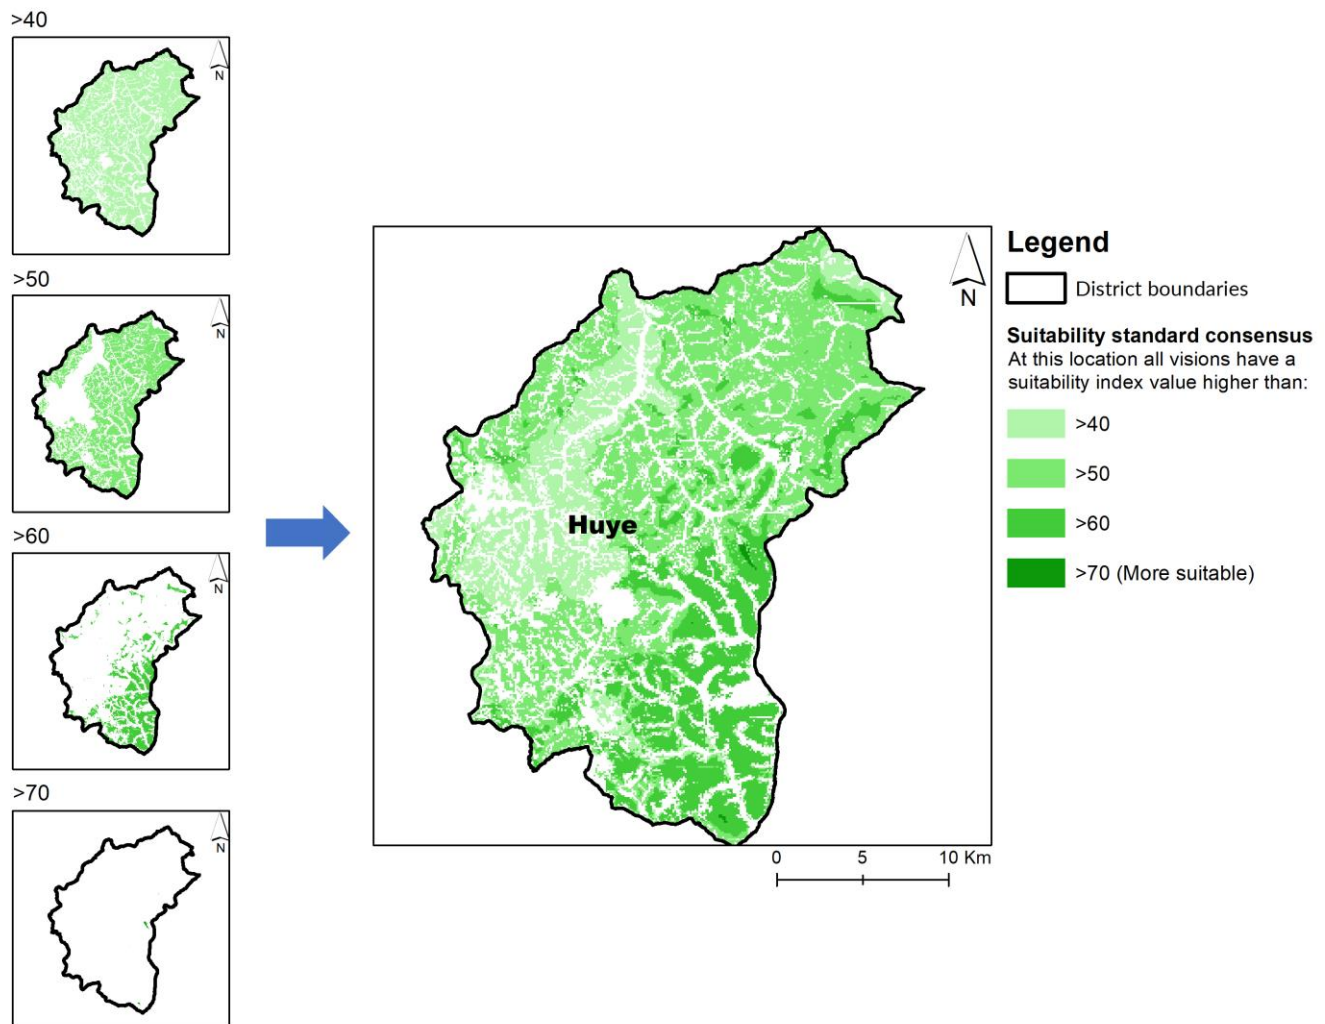 >40
N
>50
N
>60
N
>70
N
Huye
N
0 5 10 Km
Legend
District boundaries
Suitability standard consensus
At this location all visions have a
suitability index value higher than:
>40
>50
>60
>70 (More suitable)